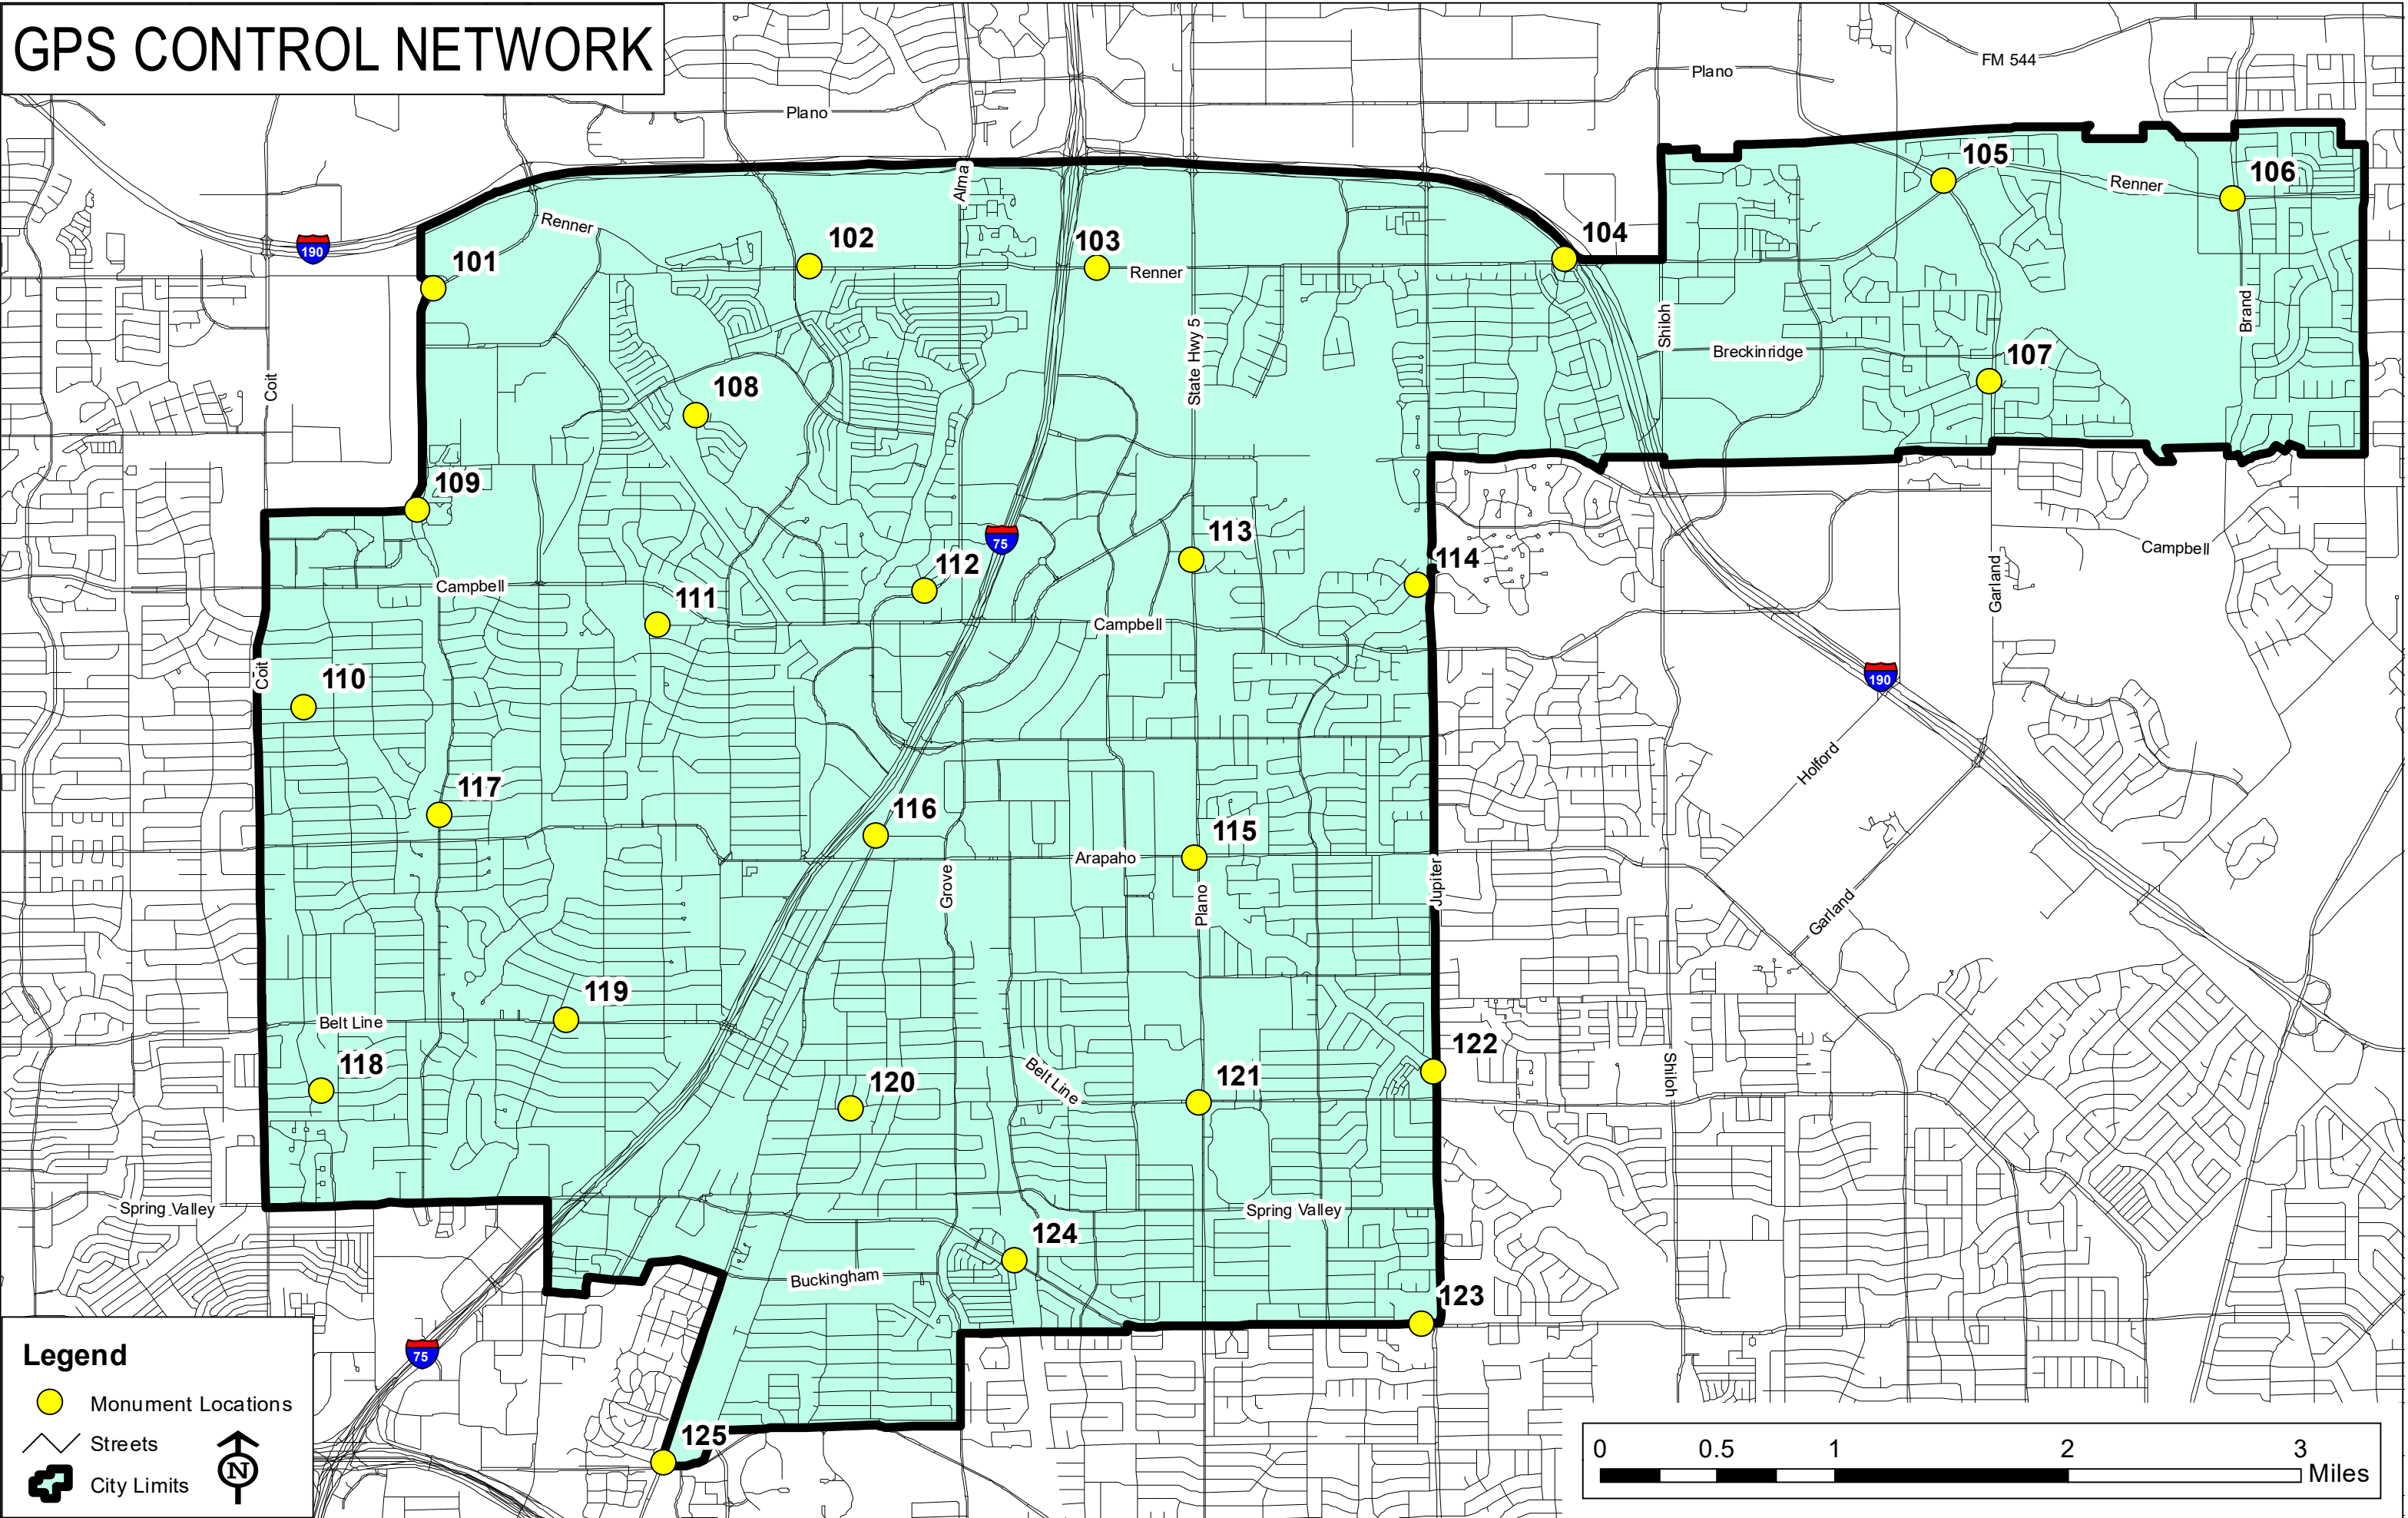 GPS CONTROL NETWORK
FM 544
Plano
Plano
105
106
Alma
Renner
Renner
102
103
104
101
190
Renner
Brand
Shiloh
State Hwy 5
Breckinridge
107
Coit
108
109
113
75
Campbell
114
112
Campbell
Garland
111
Campbell
Coit
110
190
Holford
117
116
115
Arapaho
Jupiter
Grove
Plano
Garland
119
Belt Line
122
118
Shiloh
120
Belt Line
121
Spring Valley
Spring Valley
124
Buckingham
123
75
125
Legend
Monument Locations
Streets
City Limits
N
0 0.5 1 2 3
Miles